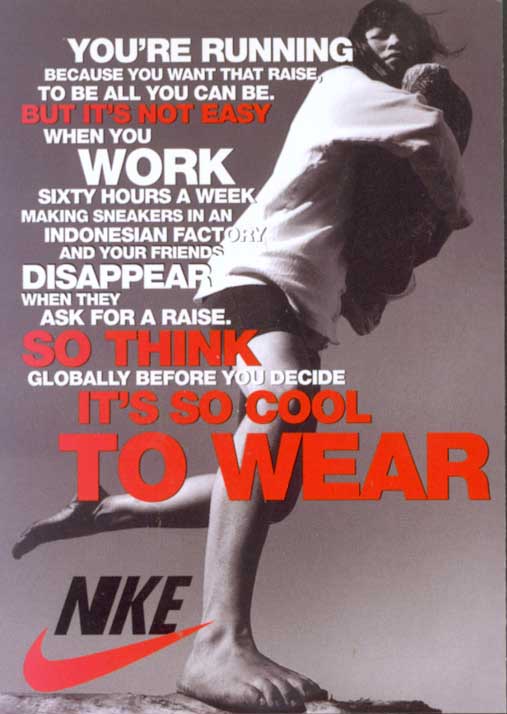 YOU'RE RUNNING
BECAUSE YOU WANT THAT RAISE,
TO BE ALL YOU CAN BE.
BUT IT'S NOT EASY
WHEN YOU
WORK
SIXTY HOURS A WEEK
MAKING SNEAKERS IN AN
INDONESIAN FACTORY
AND YOUR FRIENDS
DISAPPEAR
WHEN THEY
ASK FOR A RAISE.
SO THINK
GLOBALLY BEFORE YOU DECIDE
IT'S SO COOL
TO WEAR
NKE